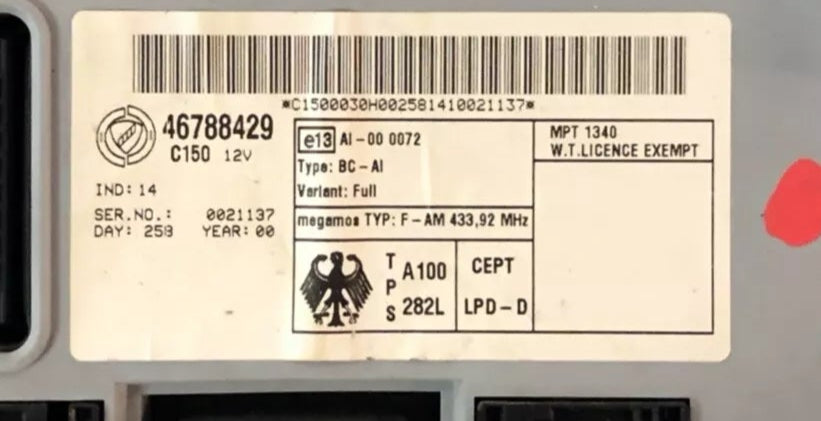 *C1500030H002581410021137*
46788429
C150 12V
IND: 14
SER.NO.: 0021137
DAY: 258 YEAR: 00
e13 AI-00 0072
Type: BC-AI
Variant: Full
megamos TYP: F-AM 433,92 MHz
TPS A100 282L
CEPT
LPD-D
MPT 1340
W.T.LICENCE EXEMPT